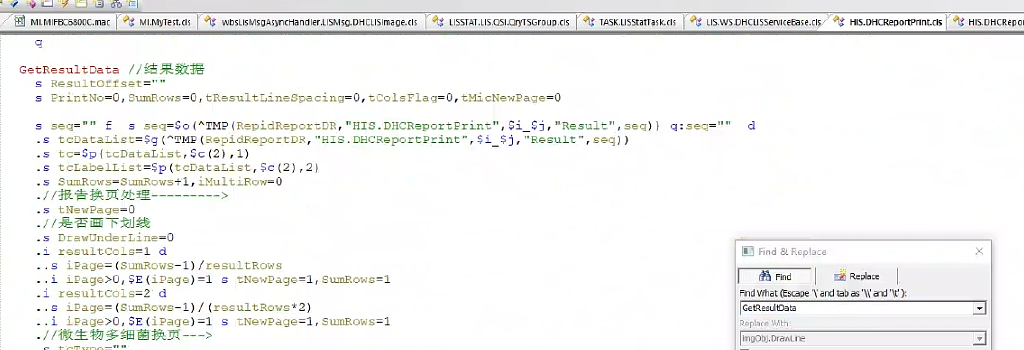 MI.MIFBC6800C.mac MI.MyTest.cls wbsLisMsgAsyncHandler.LISMsg.DHCLISImage.cls LISSTAT.LIS.QSI.QryTSGroup.cls TASK.LISStatTask.cls LIS.WS.DHCLISServiceBase.cls HIS.DHCReportPrint.cls HIS.DHCRepor
q
GetResultData //结果数据
s ResultOffset=""
s PrintNo=0,SumRows=0,tResultLineSpacing=0,tColsFlag=0,tMicNewPage=0
s seq="" f  s seq=$o(^TMP(RepidReportDR,"HIS.DHCReportPrint",$i_$j,"Result",seq)) q:seq=""  d
.s tcDataList=$g(^TMP(RepidReportDR,"HIS.DHCReportPrint",$i_$j,"Result",seq))
.s tc=$p(tcDataList,$c(2),1)
.s tcLabelList=$p(tcDataList,$c(2),2)
.s SumRows=SumRows+1,iMultiRow=0
.//报告换页处理--------->
.s tNewPage=0
.//是否画下划线
.s DrawUnderLine=0
.i resultCols=1 d
..s iPage=(SumRows-1)/resultRows
..i iPage>0,$E(iPage)=1 s tNewPage=1,SumRows=1
.i resultCols=2 d
..s iPage=(SumRows-1)/(resultRows*2)
..i iPage>0,$E(iPage)=1 s tNewPage=1,SumRows=1
.//微生物多细菌换页--->
.s tcType=""
Find & Replace
Find Replace
Find What (Escape '\' and tab as '\\' and '\t'):
GetResultData
Replace With:
ImgObj.DrawLine